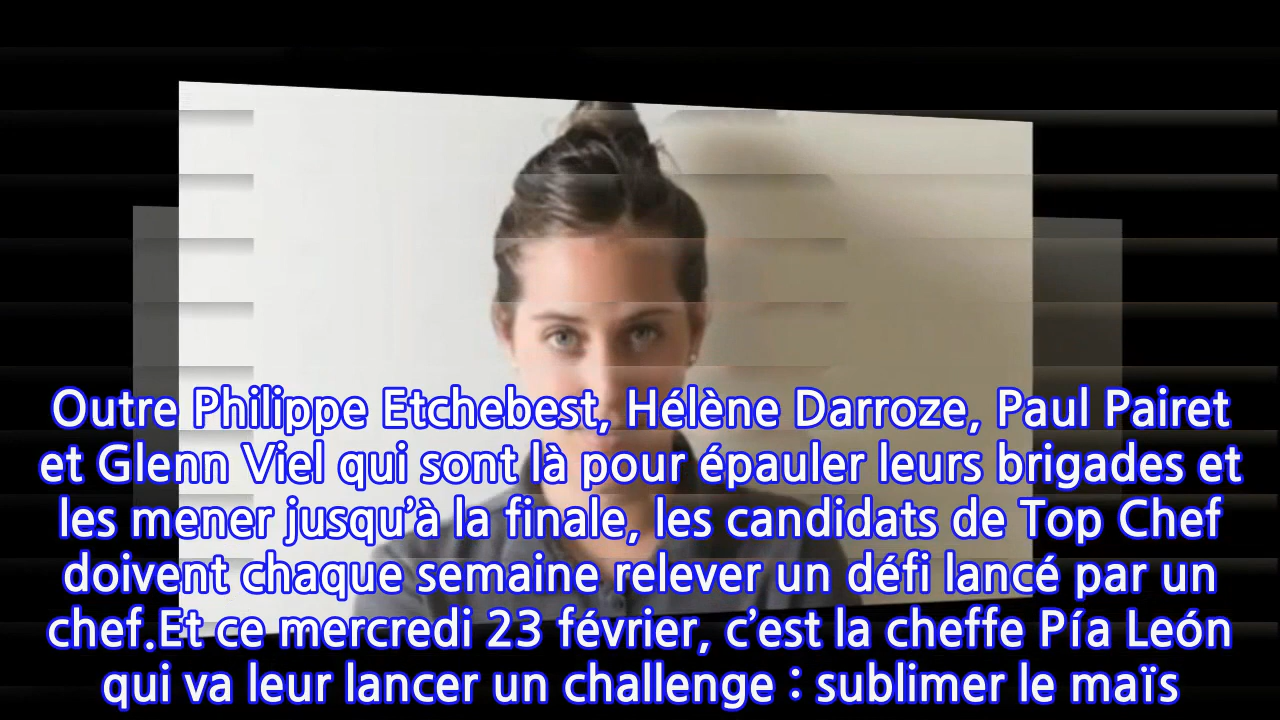 Outre Philippe Etchebest, Hélène Darroze, Paul Pairet
et Glenn Viel qui sont là pour épauler leurs brigades et
les mener jusqu’à la finale, les candidats de Top Chef
doivent chaque semaine relever un défi lancé par un
chef.Et ce mercredi 23 février, c’est la cheffe Pía León
qui va leur lancer un challenge : sublimer le maïs